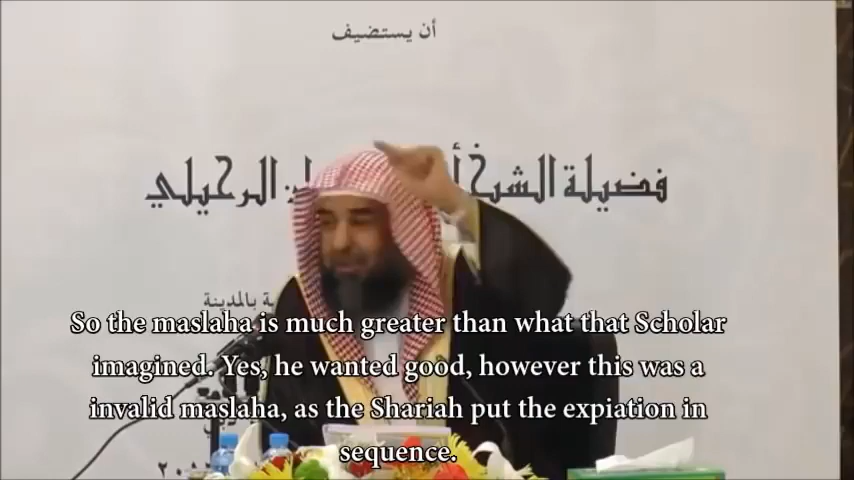 أن يستضيف
فضيلة الشيخ الرحيلي
بالمدينة
So the maslaha is much greater than what that Scholar
imagined. Yes, he wanted good, however this was a
invalid maslaha, as the Shariah put the expiation in
sequence.